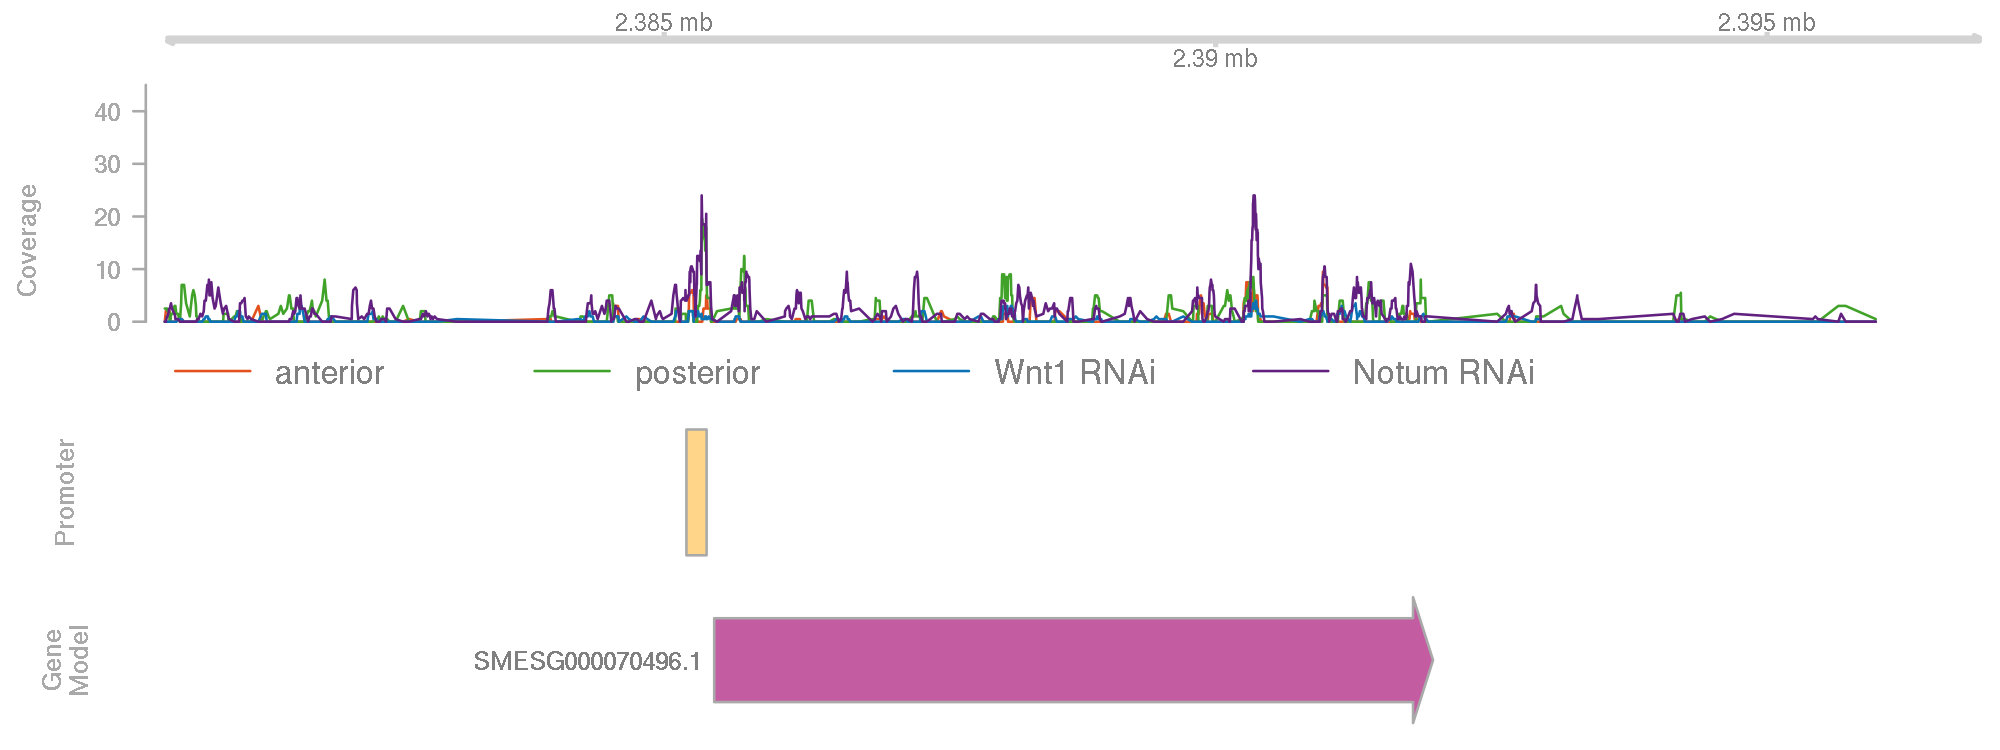 2.385 mb
2.395 mb
2.39 mb
Coverage
40
30
20
10
0
anterior
posterior
Wnt1 RNAi
Notum RNAi
Promoter
Gene
Model
SMESG000070496.1